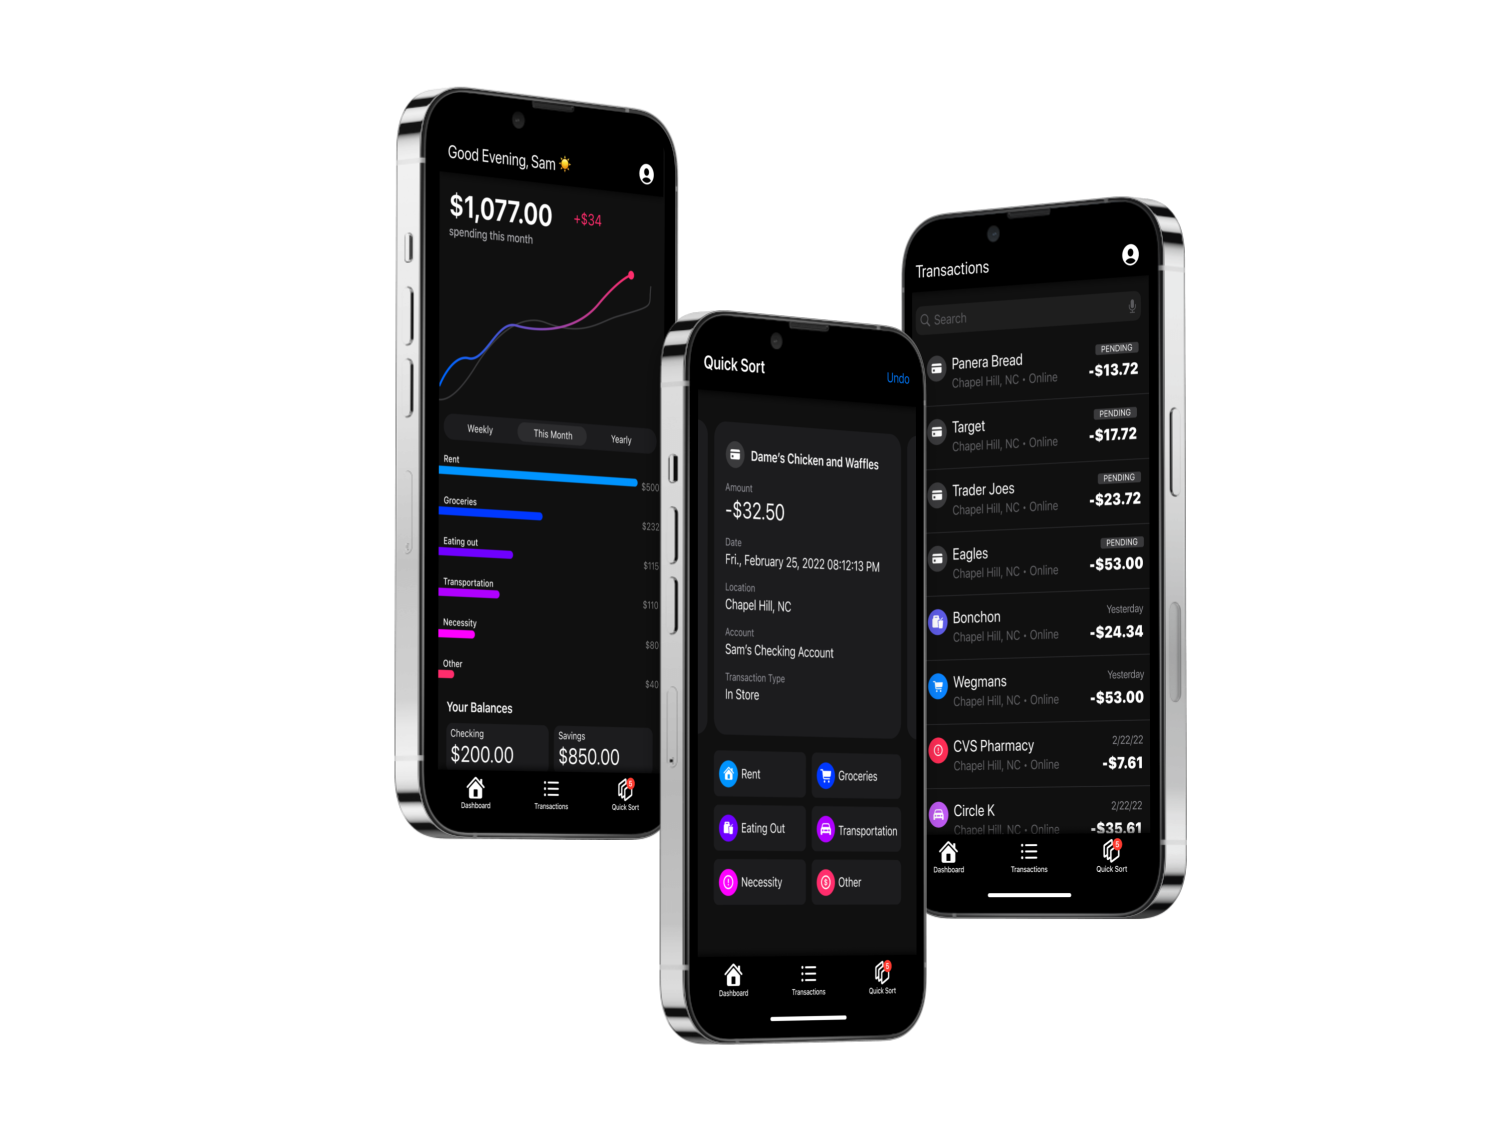 Good Evening, Sam ☀️
$1,077.00 +$34
spending this month
Weekly This Month Yearly
Rent
$500
Groceries
$232
Eating out
$115
Transportation
$110
Necessity
$80
Other
$40
Your Balances
Checking Savings
$200.00 $850.00
Dashboard Transactions Quick Sort
Quick Sort Undo
Dame's Chicken and Waffles
Amount
-$32.50
Date
Fri., February 25, 2022 08:12:13 PM
Location
Chapel Hill, NC
Account
Sam's Checking Account
Transaction Type
In Store
Rent Groceries
Eating Out Transportation
Necessity Other
Dashboard Transactions Quick Sort
Transactions
Search
PENDING
Panera Bread -$13.72
Chapel Hill, NC • Online
PENDING
Target -$17.72
Chapel Hill, NC • Online
PENDING
Trader Joes -$23.72
Chapel Hill, NC • Online
PENDING
Eagles -$53.00
Chapel Hill, NC • Online
Yesterday
Bonchon -$24.34
Chapel Hill, NC • Online
Yesterday
Wegmans -$53.00
Chapel Hill, NC • Online
2/22/22
CVS Pharmacy -$7.61
Chapel Hill, NC • Online
2/22/22
Circle K -$35.61
Chapel Hill, NC • Online
Dashboard Transactions Quick Sort